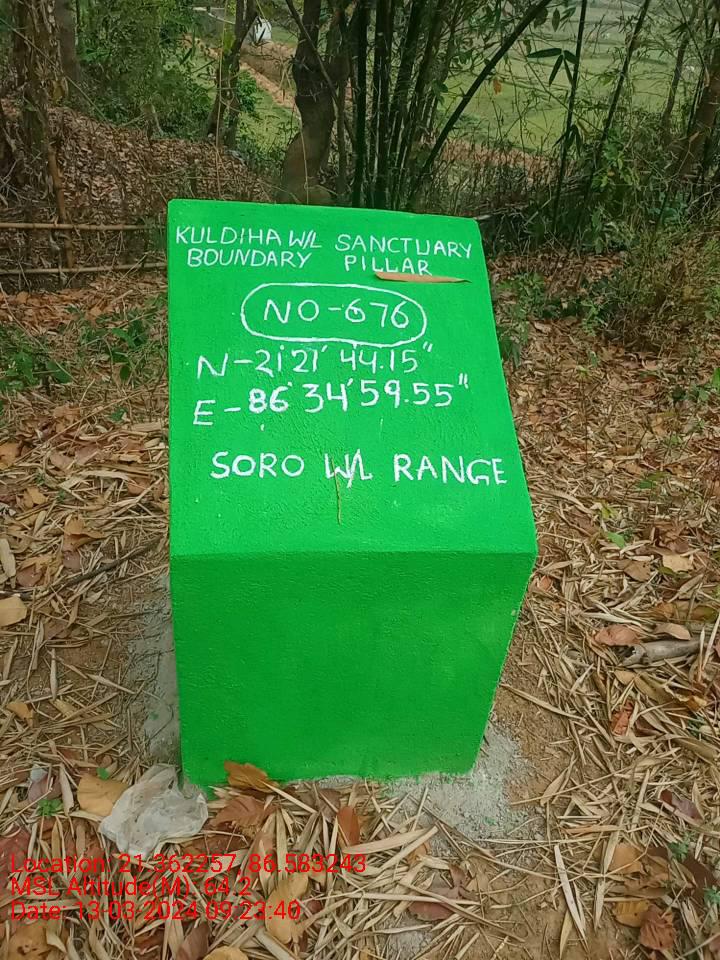 KULDIHA W/L SANCTUARY
BOUNDARY PILLAR
NO-676
N-21°21' 44.15"
E-86°34'59.55"
SORO W/L RANGE
Location: 21.362257, 86.583243
MSL Altitude(M): 64.2
Date: 13-03-2024 09:23:40